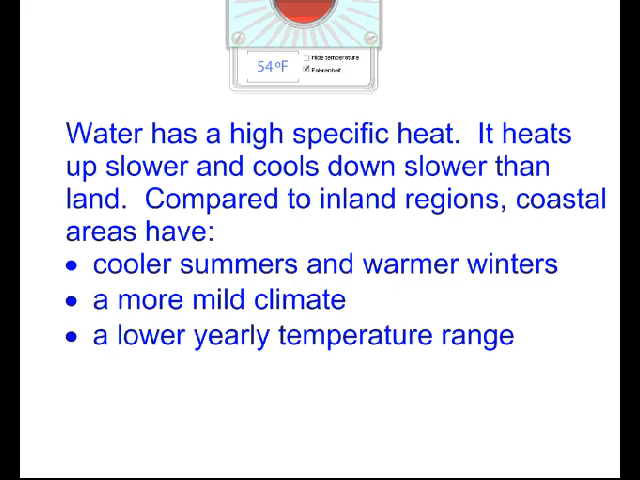 54ºF
Hide temperature
Fahrenheit
Water has a high specific heat.  It heats
up slower and cools down slower than
land.  Compared to inland regions, coastal
areas have:
• cooler summers and warmer winters
• a more mild climate
• a lower yearly temperature range